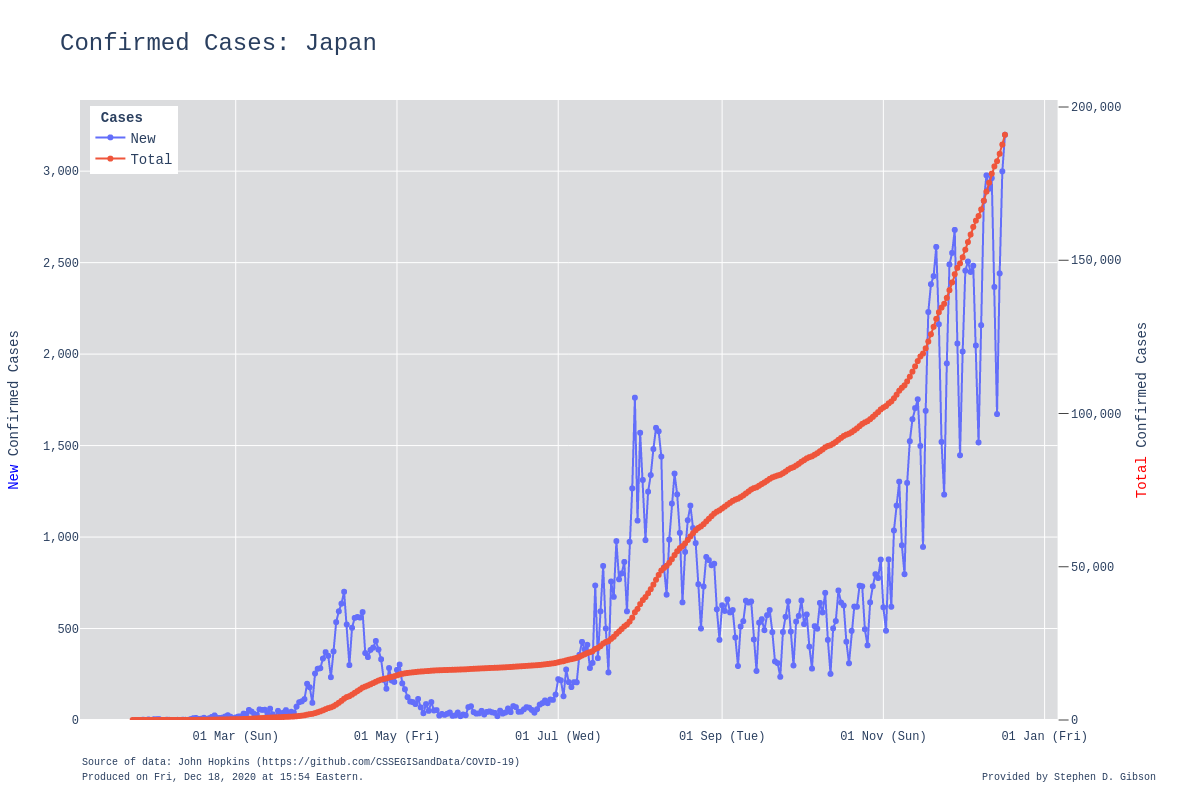 Confirmed Cases: Japan
Cases
New
Total
3,000
2,500
2,000
1,500
1,000
500
0
New Confirmed Cases
200,000
150,000
100,000
50,000
0
Total Confirmed Cases
01 Mar (Sun)
01 May (Fri)
01 Jul (Wed)
01 Sep (Tue)
01 Nov (Sun)
01 Jan (Fri)
Source of data: John Hopkins (https://github.com/CSSEGISandData/COVID-19)
Produced on Fri, Dec 18, 2020 at 15:54 Eastern.
Provided by Stephen D. Gibson